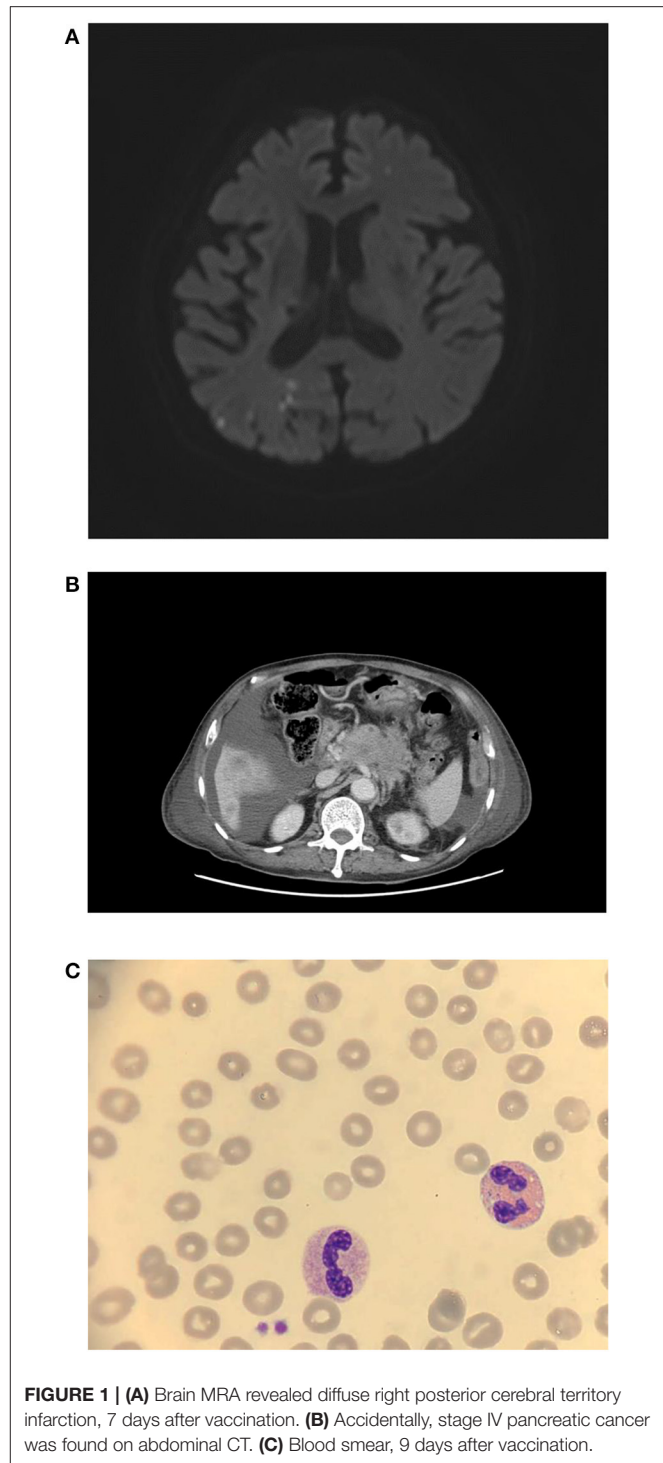 A
B
C
FIGURE 1 | (A) Brain MRA revealed diffuse right posterior cerebral territory
infarction, 7 days after vaccination. (B) Accidentally, stage IV pancreatic cancer
was found on abdominal CT. (C) Blood smear, 9 days after vaccination.